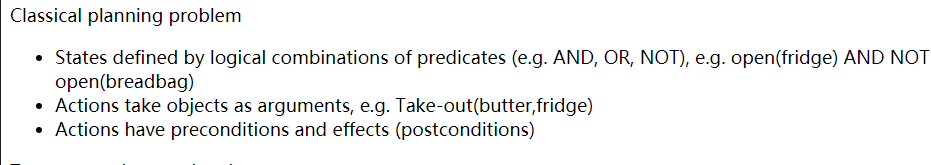 Classical planning problem
• States defined by logical combinations of predicates (e.g. AND, OR, NOT), e.g. open(fridge) AND NOT
open(breadbag)
• Actions take objects as arguments, e.g. Take-out(butter,fridge)
• Actions have preconditions and effects (postconditions)